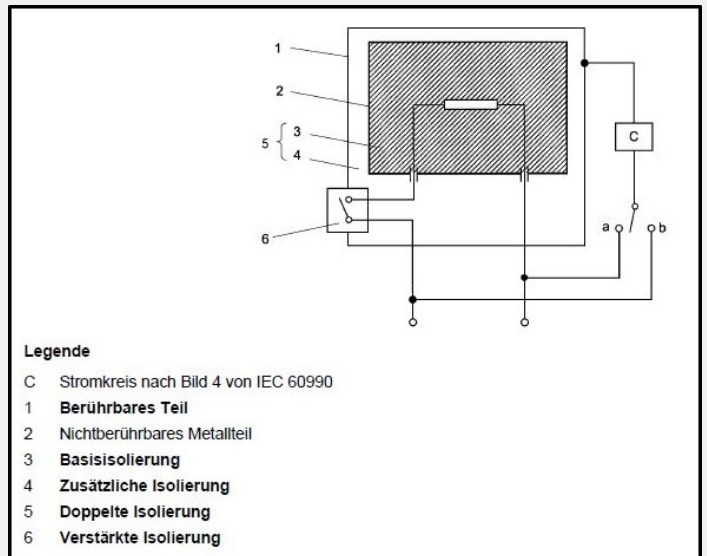 1
2
3
5
4
6
C
a
b
Legende
C Stromkreis nach Bild 4 von IEC 60990
1 Berührbares Teil
2 Nichtberührbares Metallteil
3 Basisisolierung
4 Zusätzliche Isolierung
5 Doppelte Isolierung
6 Verstärkte Isolierung